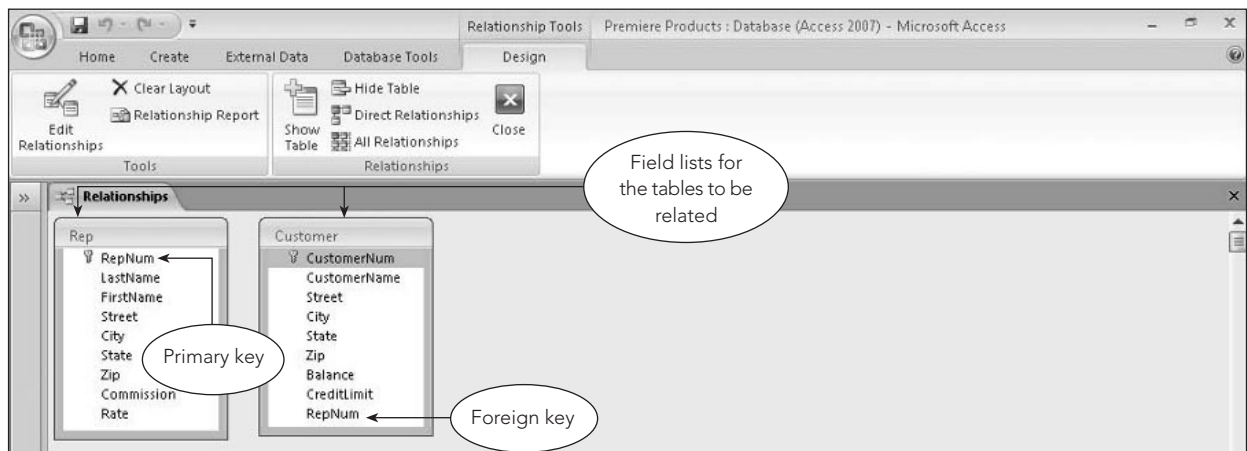 Relationship Tools
Premiere Products : Database (Access 2007) - Microsoft Access
Home
Create
External Data
Database Tools
Design
Edit
Relationships
Clear Layout
Relationship Report
Tools
Show
Table
Hide Table
Direct Relationships
All Relationships
Close
Relationships
Field lists for
the tables to be
related
Relationships
Rep
RepNum
LastName
FirstName
Street
City
State
Zip
Commission
Rate
Primary key
Customer
CustomerNum
CustomerName
Street
City
State
Zip
Balance
CreditLimit
RepNum
Foreign key